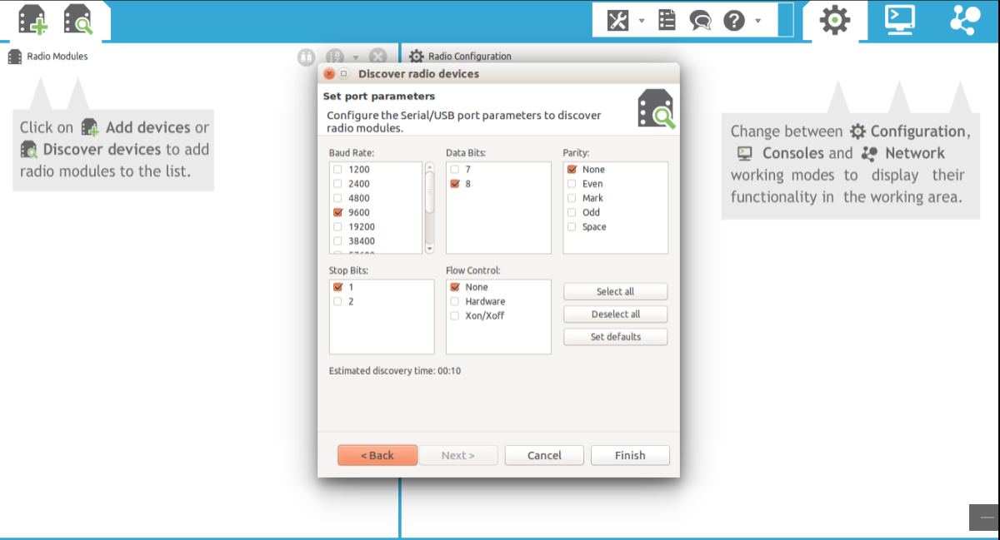 Radio Modules
Radio Configuration
Click on Add devices or
Discover devices to add
radio modules to the list.
Discover radio devices
Set port parameters
Configure the Serial/USB port parameters to discover
radio modules.
Baud Rate:
1200
2400
4800
9600
19200
38400
Data Bits:
7
8
Parity:
None
Even
Mark
Odd
Space
Stop Bits:
1
2
Flow Control:
None
Hardware
Xon/Xoff
Select all
Deselect all
Set defaults
Estimated discovery time: 00:10
< Back
Next >
Cancel
Finish
Change between Configuration,
Consoles and Network
working modes to display their
functionality in the working area.